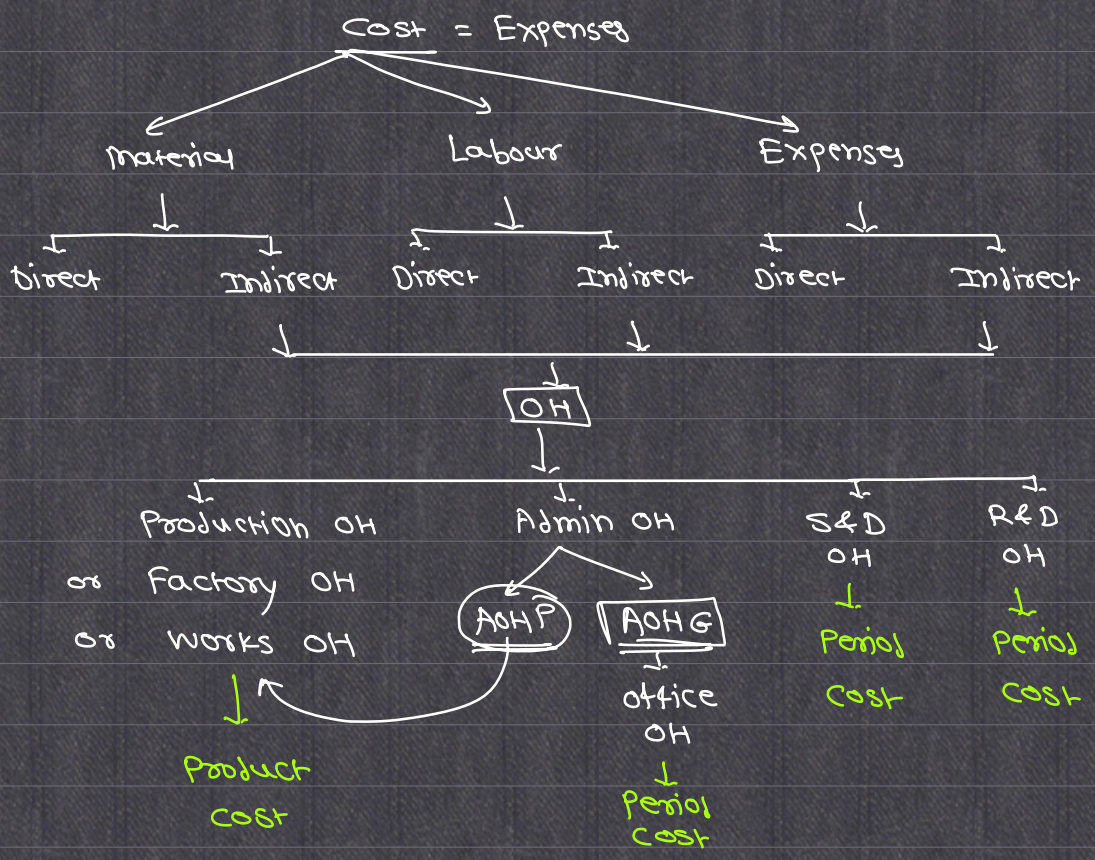 Cost = Expenses
Material Labour Expenses
Direct Indirect Direct Indirect Direct Indirect
OH
Production OH Admin OH S&D R&D
OH OH
or Factory OH
AOHP AOHG
or Works OH Period Period
Office Cost Cost
OH
Product
Cost
Period
Cost